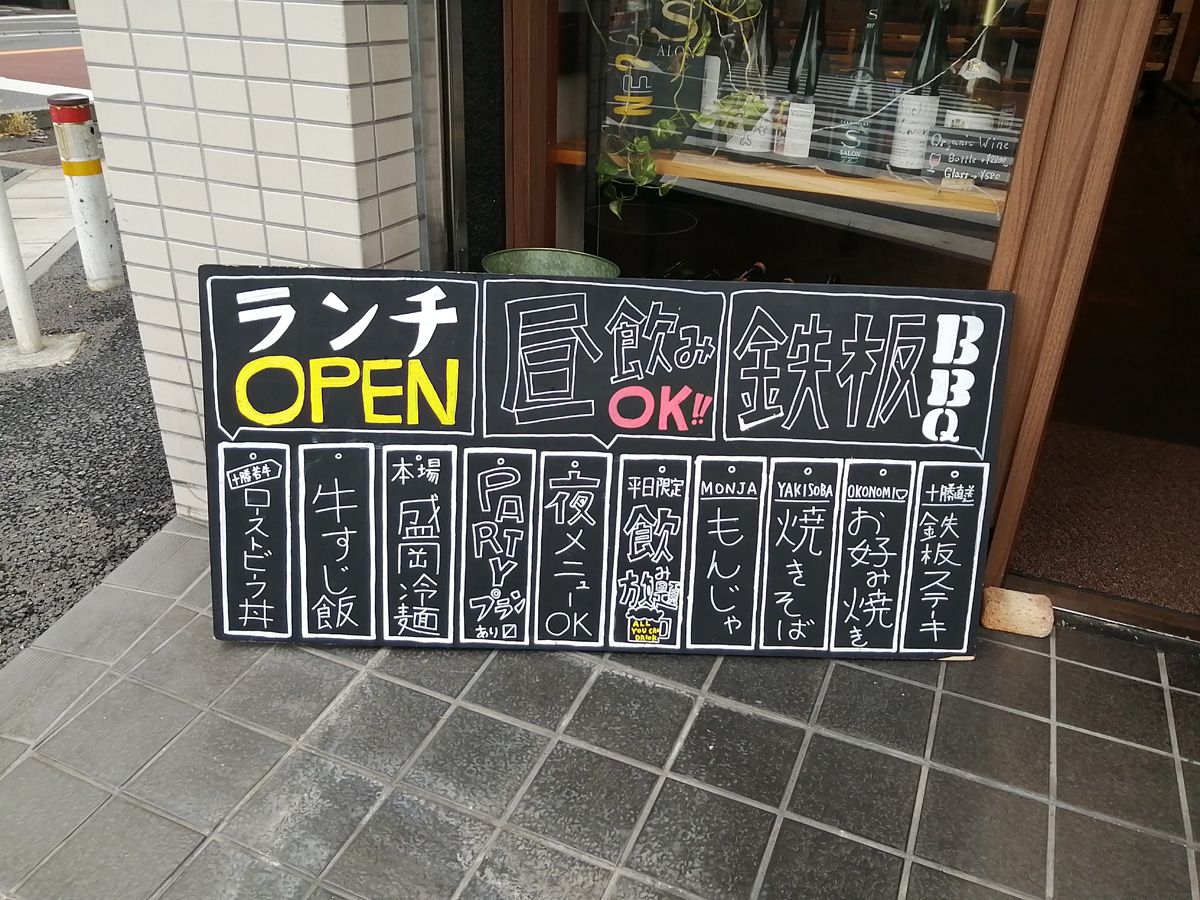 ランチ
OPEN
昼飲み
OK!!
鉄板
BBQ
十勝若牛
ローストビーフ丼
牛すじ飯
本場
盛岡冷麺
PARTY
プラン
あり
夜メニューOK
平日限定
飲み放題
ALL
YOU CAN
DRINK
MONJA
もんじゃ
YAKISOBA
焼きそば
OKONOMI♡
お好み焼き
十勝直送
鉄板ステーキ
S
ALON
S
SALON
Organic Wine
Bottle
Glass ¥580